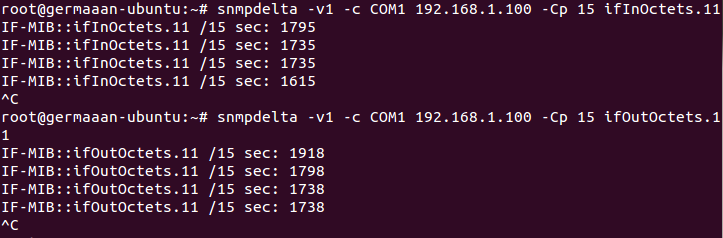 root@germaaan-ubuntu:~# snmpdelta -v1 -c COM1 192.168.1.100 -Cp 15 ifInOctets.11
IF-MIB::ifInOctets.11 /15 sec: 1795
IF-MIB::ifInOctets.11 /15 sec: 1735
IF-MIB::ifInOctets.11 /15 sec: 1735
IF-MIB::ifInOctets.11 /15 sec: 1615
^C
root@germaaan-ubuntu:~# snmpdelta -v1 -c COM1 192.168.1.100 -Cp 15 ifOutOctets.1
1
IF-MIB::ifOutOctets.11 /15 sec: 1918
IF-MIB::ifOutOctets.11 /15 sec: 1798
IF-MIB::ifOutOctets.11 /15 sec: 1738
IF-MIB::ifOutOctets.11 /15 sec: 1738
^C